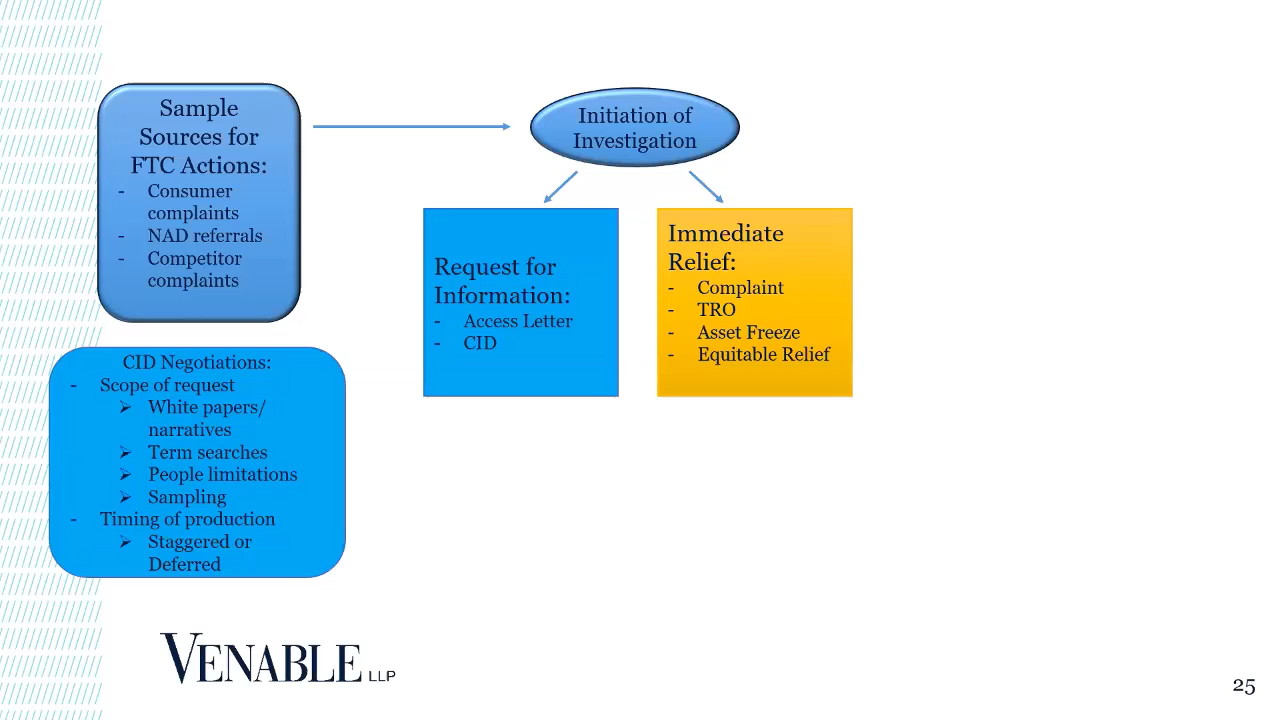 Sample
Sources for
FTC Actions:
- Consumer
complaints
- NAD referrals
- Competitor
complaints
Initiation of
Investigation
Request for
Information:
- Access Letter
- CID
Immediate
Relief:
- Complaint
- TRO
- Asset Freeze
- Equitable Relief
CID Negotiations:
- Scope of request
➢ White papers/
narratives
➢ Term searches
➢ People limitations
➢ Sampling
- Timing of production
➢ Staggered or
Deferred
VENABLE LLP
25